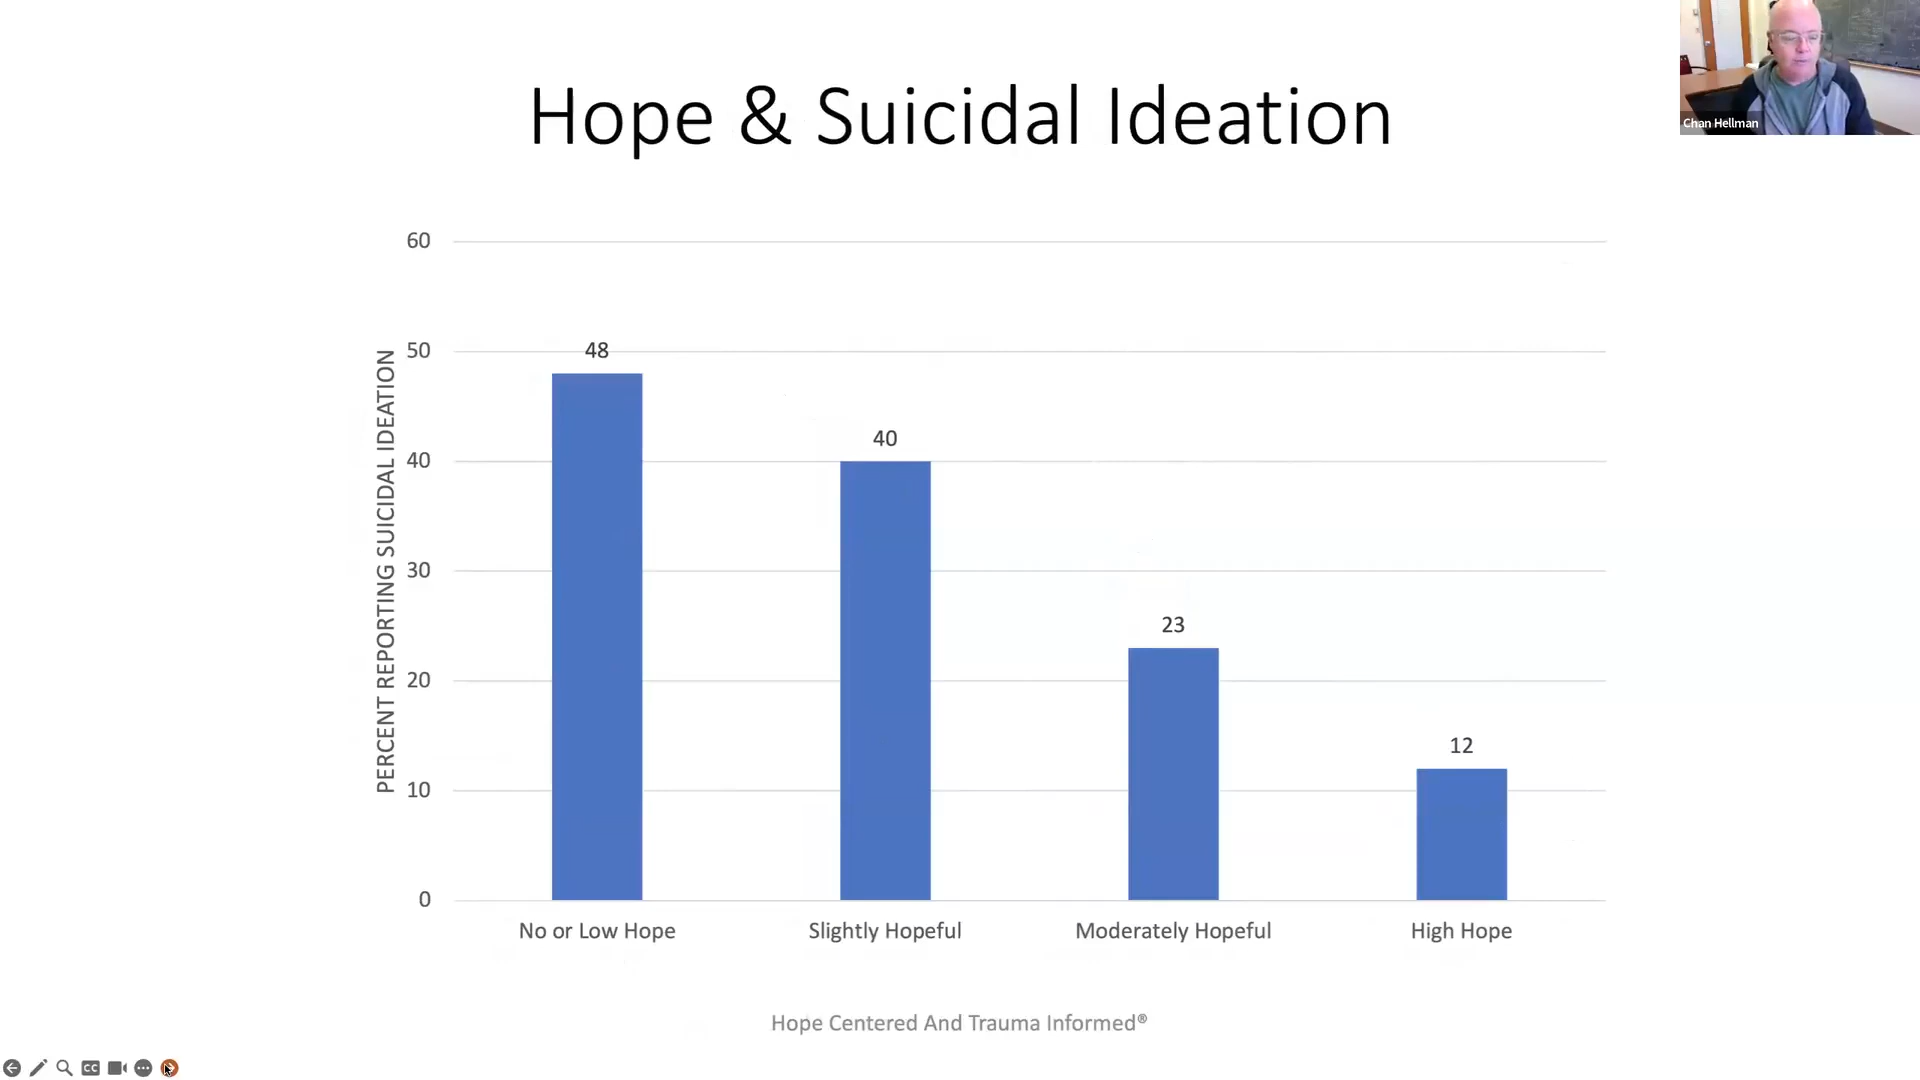 Hope & Suicidal Ideation
Chan Hellman
PERCENT REPORTING SUICIDAL IDEATION
60
50
40
30
20
10
0
48
40
23
12
No or Low Hope
Slightly Hopeful
Moderately Hopeful
High Hope
Hope Centered And Trauma Informed®
CC